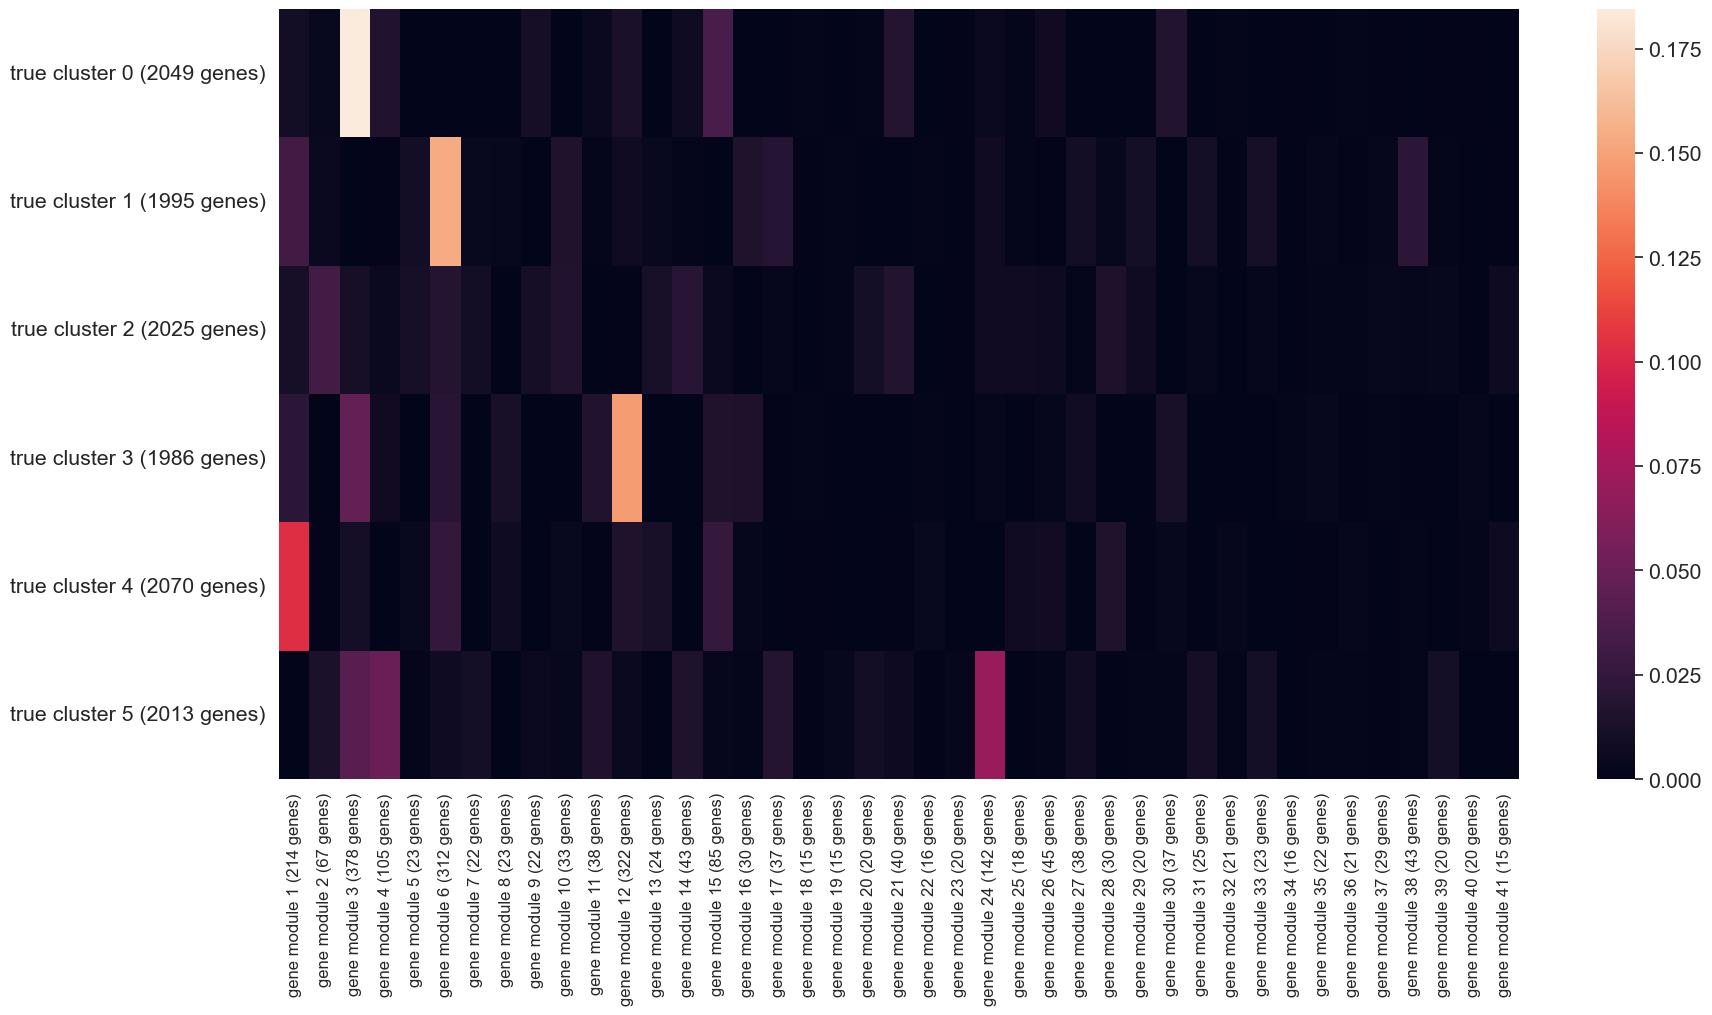 true cluster 0 (2049 genes)
true cluster 1 (1995 genes)
true cluster 2 (2025 genes)
true cluster 3 (1986 genes)
true cluster 4 (2070 genes)
true cluster 5 (2013 genes)
gene module 1 (214 genes)
gene module 2 (67 genes)
gene module 3 (378 genes)
gene module 4 (105 genes)
gene module 5 (23 genes)
gene module 6 (312 genes)
gene module 7 (22 genes)
gene module 8 (23 genes)
gene module 9 (22 genes)
gene module 10 (33 genes)
gene module 11 (38 genes)
gene module 12 (322 genes)
gene module 13 (24 genes)
gene module 14 (43 genes)
gene module 15 (85 genes)
gene module 16 (30 genes)
gene module 17 (37 genes)
gene module 18 (15 genes)
gene module 19 (15 genes)
gene module 20 (20 genes)
gene module 21 (40 genes)
gene module 22 (16 genes)
gene module 23 (20 genes)
gene module 24 (142 genes)
gene module 25 (18 genes)
gene module 26 (45 genes)
gene module 27 (38 genes)
gene module 28 (30 genes)
gene module 29 (20 genes)
gene module 30 (37 genes)
gene module 31 (25 genes)
gene module 32 (21 genes)
gene module 33 (23 genes)
gene module 34 (16 genes)
gene module 35 (22 genes)
gene module 36 (21 genes)
gene module 37 (29 genes)
gene module 38 (43 genes)
gene module 39 (20 genes)
gene module 40 (20 genes)
gene module 41 (15 genes)
0.175
0.150
0.125
0.100
0.075
0.050
0.025
0.000